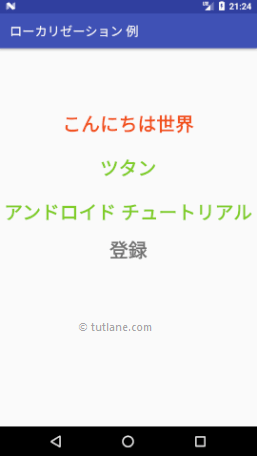 21:24
ローカリゼーション 例
こんにちは世界
ツタン
アンドロイド チュートリアル
登録
© tutlane.com